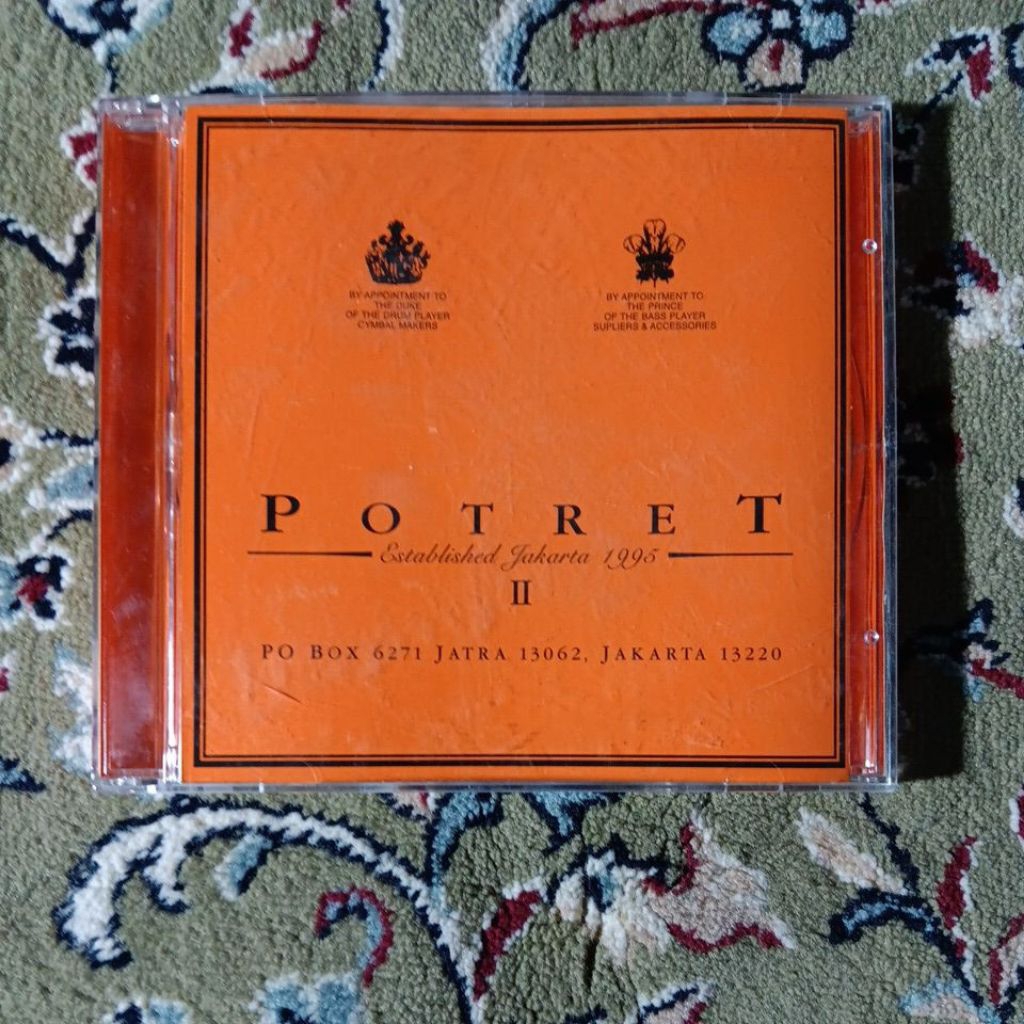 BY APPOINTMENT TO
THE DUKE
OF THE DRUM PLAYER
CYMBAL MAKERS
BY APPOINTMENT TO
THE PRINCE
OF THE BASS PLAYER
SUPLIERS & ACCESSORIES
POTRET
Established Jakarta 1995
II
PO BOX 6271 JATRA 13062, JAKARTA 13220